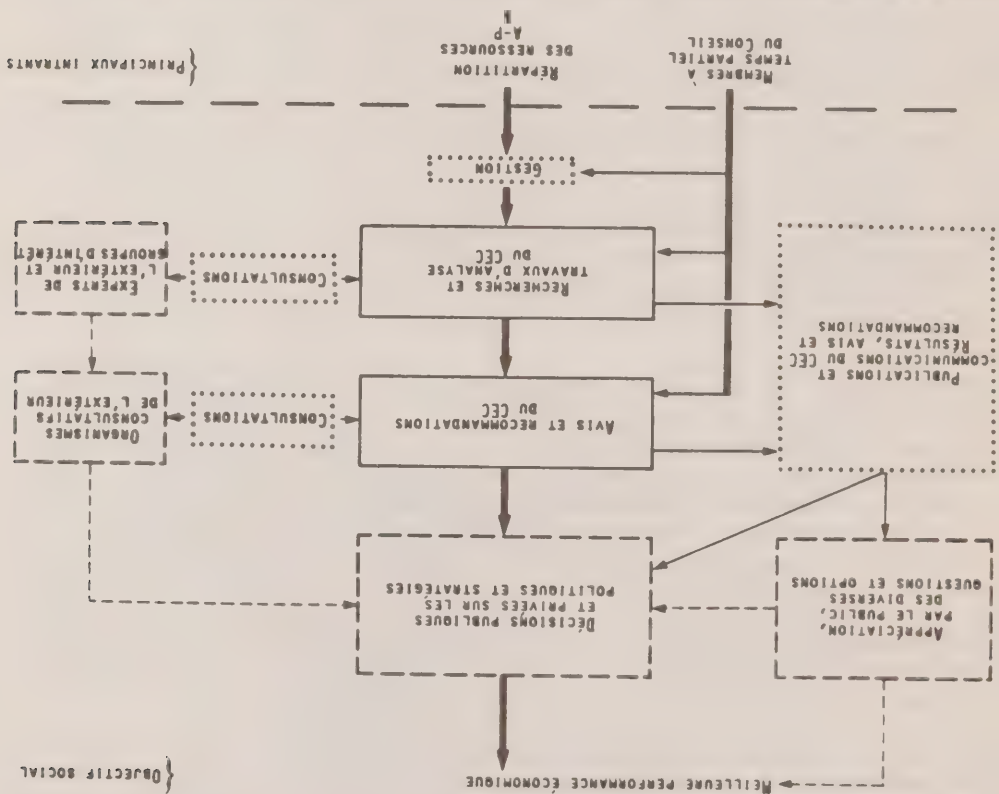 MEILLEURE PERFORMANCE ÉCONOMIQUE
OBJECTIF SOCIAL
APPRÉCIATION,
PAR LE PUBLIC,
DES DIVERSES
QUESTIONS ET OPTIONS
DÉCISIONS PUBLIQUES
ET PRIVÉES SUR LES
POLITIQUES ET STRATÉGIES
AVIS ET RECOMMANDATIONS
DU CEC
CONSULTATIONS
ORGANISMES
CONSULTATIFS
DE L'EXTÉRIEUR
PUBLICATIONS ET
COMMUNICATIONS DU CEC
RÉSULTATS, AVIS ET
RECOMMANDATIONS
RECHERCHES ET
TRAVAUX D'ANALYSE
DU CEC
CONSULTATIONS
EXPERTS DE
L'EXTÉRIEUR ET
GROUPES D'INTÉRÊT
GESTION
MEMBRES À
TEMPS PARTIEL
DU CONSEIL
RÉPARTITION
DES RESSOURCES
A-P
PRINCIPAUX INTRANTS